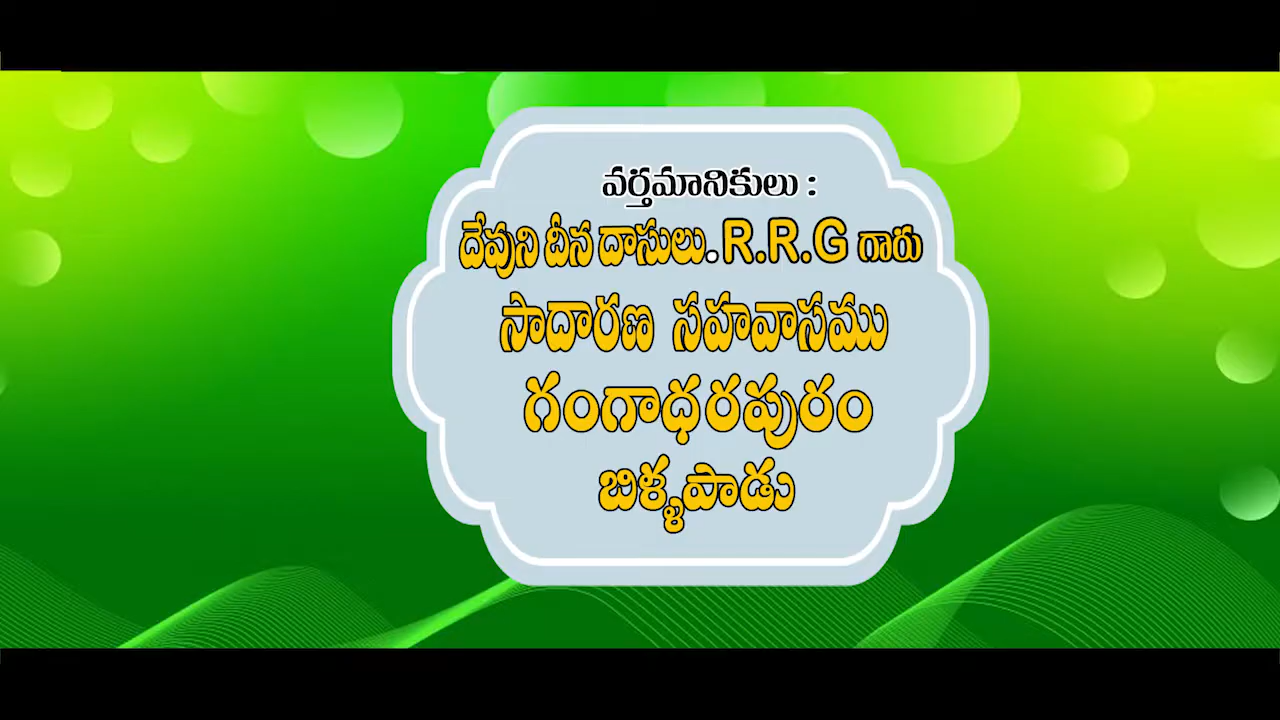 వర్తమానికులు :
దేవుని దీన దాసులు. R.R.G గారు
సాదారణ సహవాసము
గంగాధరపురం
బిళ్ళపాడు